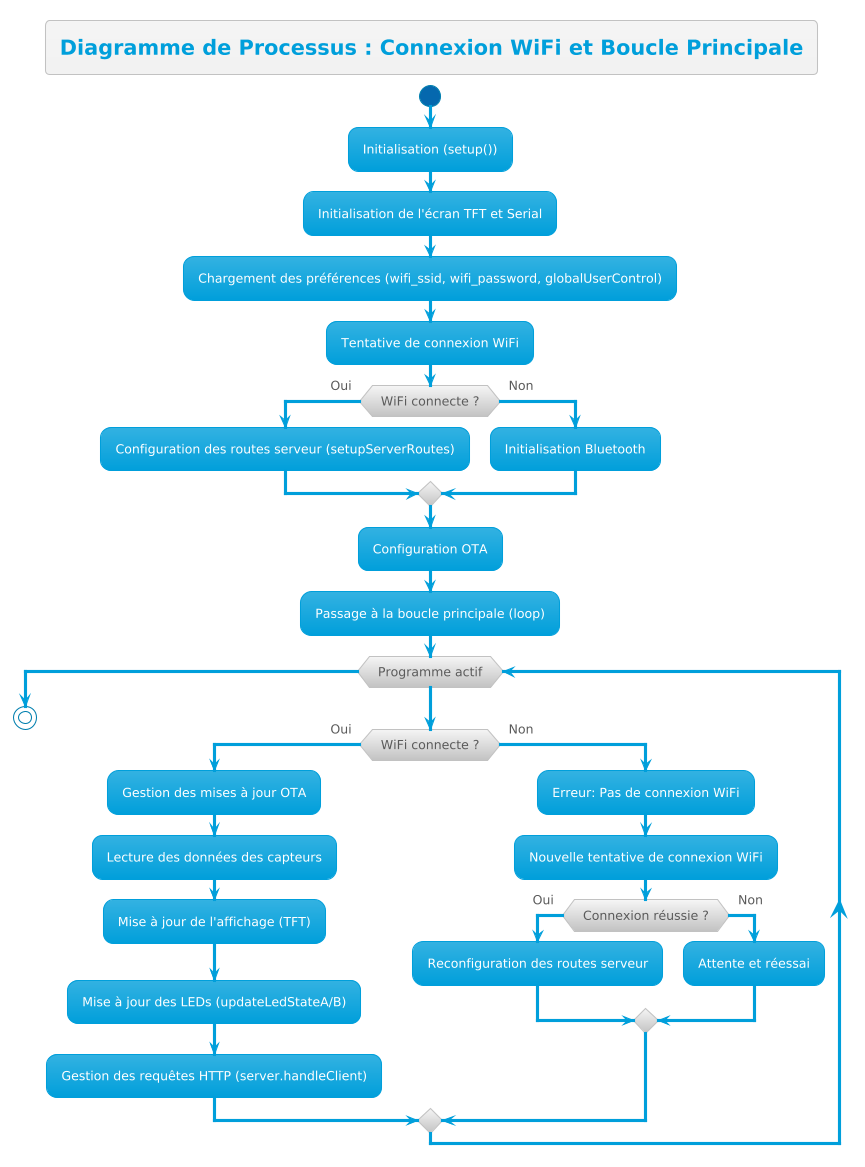 Diagramme de Processus : Connexion WiFi et Boucle Principale
Initialisation (setup())
Initialisation de l'écran TFT et Serial
Chargement des préférences (wifi_ssid, wifi_password, globalUserControl)
Tentative de connexion WiFi
Oui
WiFi connecte ?
Non
Configuration des routes serveur (setupServerRoutes)
Initialisation Bluetooth
Configuration OTA
Passage à la boucle principale (loop)
Programme actif
Oui
WiFi connecte ?
Non
Gestion des mises à jour OTA
Lecture des données des capteurs
Mise à jour de l'affichage (TFT)
Mise à jour des LEDs (updateLedStateA/B)
Gestion des requêtes HTTP (server.handleClient)
Erreur: Pas de connexion WiFi
Nouvelle tentative de connexion WiFi
Oui
Connexion réussie ?
Non
Reconfiguration des routes serveur
Attente et réessai